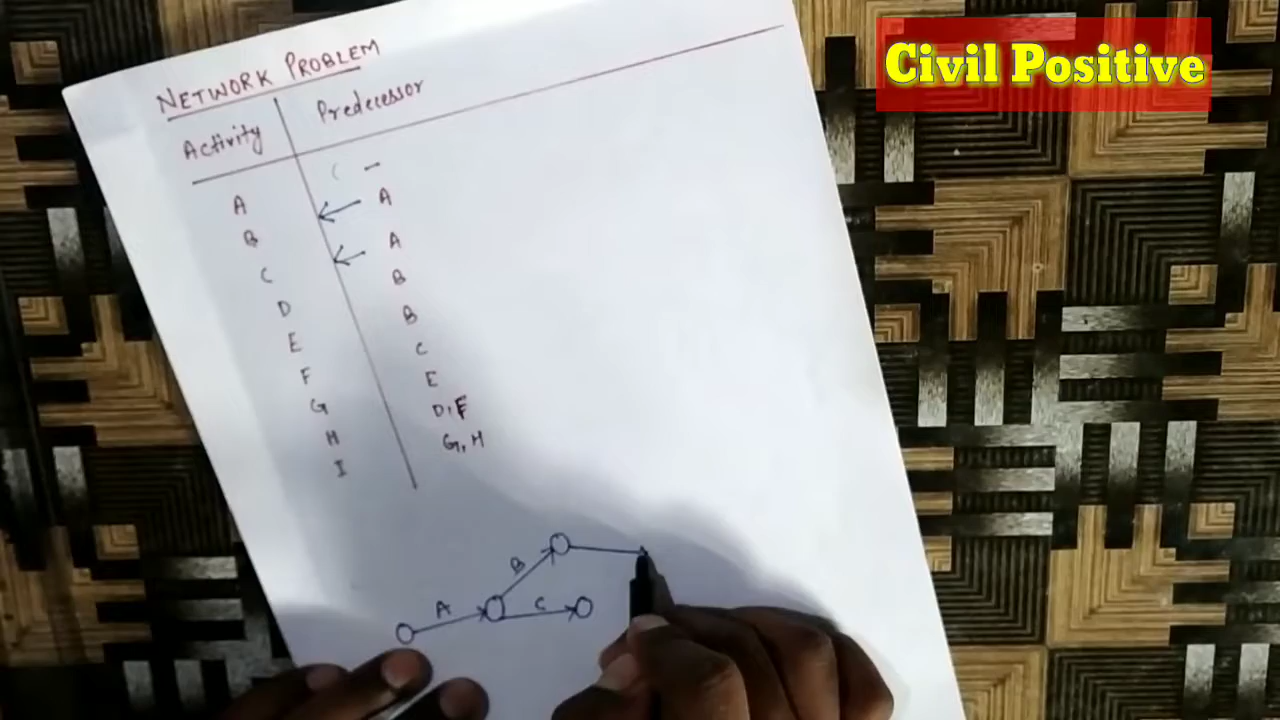 Civil Positive
NETWORK PROBLEM
Activity Predecessor
A -
B A
C A
D B
E B
F C
G E
H D, F
I G, H
B
A C